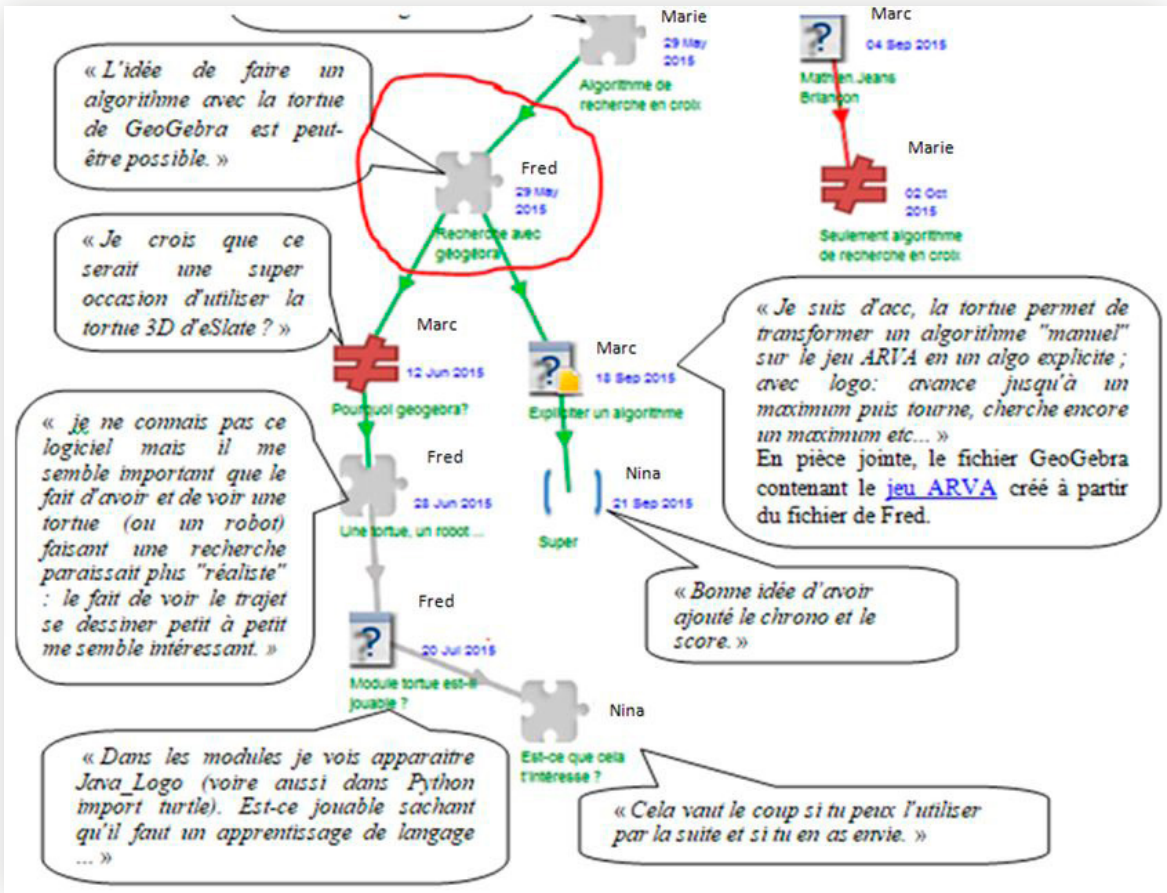 Marie
29 May
2015
Algorithme de
recherche en croix
Marc
04 Sep 2015
Math en Jeans
Briançon
Marie
02 Oct
2015
Seulement algorithme
de recherche en croix
« L'idée de faire un
algorithme avec la tortue
de GeoGebra est peut-
être possible. »
Fred
29 May
2015
Recherche avec
géogébra
« Je crois que ce
serait une super
occasion d'utiliser la
tortue 3D d'eSlate ? »
Marc
12 Jun 2015
Pourquoi geogebra?
Marc
18 Sep 2015
Expliciter un algorithme
« Je suis d'acc, la tortue permet de
transformer un algorithme "manuel"
sur le jeu ARVA en un algo explicite ;
avec logo: avance jusqu'à un
maximum puis tourne, cherche encore
un maximum etc... »
En pièce jointe, le fichier GeoGebra
contenant le jeu ARVA créé à partir
du fichier de Fred.
« je ne connais pas ce
logiciel mais il me
semble important que le
fait d'avoir et de voir une
tortue (ou un robot)
faisant une recherche
paraissait plus "réaliste"
: le fait de voir le trajet
se dessiner petit à petit
me semble intéressant. »
Fred
28 Jun 2015
Une tortue, un robot ...
Nina
21 Sep 2015
Super
« Bonne idée d'avoir
ajouté le chrono et le
score. »
Fred
20 Jul 2015
Module tortue est-il
jouable ?
Nina
Est-ce que cela
t'intéresse ?
« Dans les modules je vois apparaitre
Java_Logo (voire aussi dans Python
import turtle). Est-ce jouable sachant
qu'il faut un apprentissage de langage
... »
« Cela vaut le coup si tu peux l'utiliser
par la suite et si tu en as envie. »